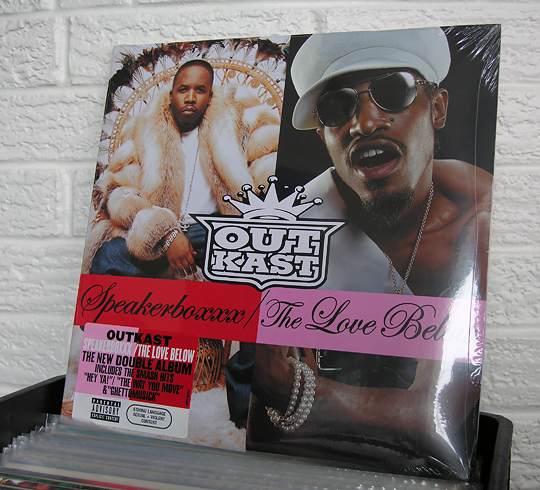 OUT
KAST
Speakerboxxx/The Love Bel
OUTKAST
SPEAKERBOXXX/THE LOVE BELOW
THE NEW DOUBLE ALBUM
INCLUDES THE SMASH HITS
"HEY YA!" "THE WAY YOU MOVE"
&"GHETTOMUSICK"
PARENTAL
ADVISORY
EXPLICIT CONTENT
STRONG LANGUAGE
SEXUAL + VIOLENT
CONTENT